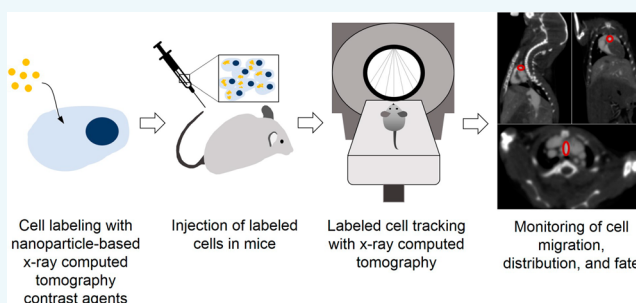 Cell labeling with
nanoparticle-based
x-ray computed
tomography
contrast agents
Injection of labeled
cells in mice
Labeled cell tracking
with x-ray computed
tomography
Monitoring of cell
migration,
distribution, and fate